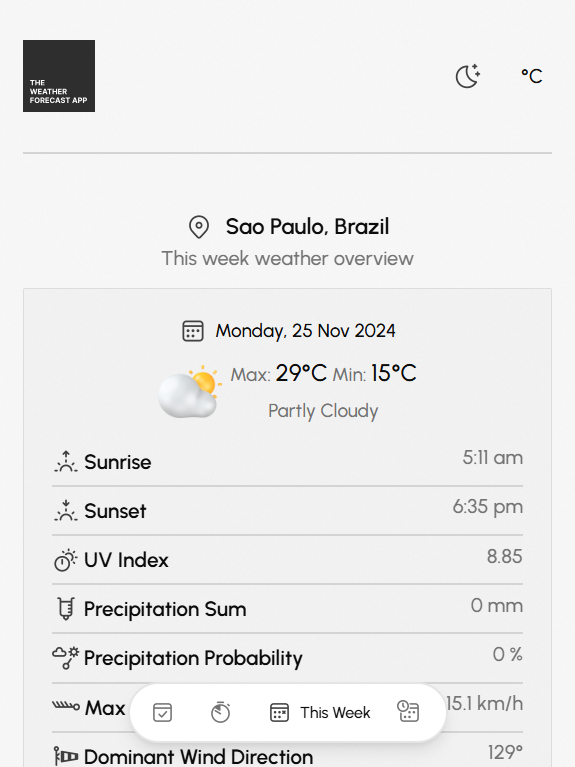 THE
WEATHER
FORECAST APP
°C
Sao Paulo, Brazil
This week weather overview
Monday, 25 Nov 2024
Max: 29°C Min: 15°C
Partly Cloudy
Sunrise 5:11 am
Sunset 6:35 pm
UV Index 8.85
Precipitation Sum 0 mm
Precipitation Probability 0 %
Max 15.1 km/h
This Week
Dominant Wind Direction 129°